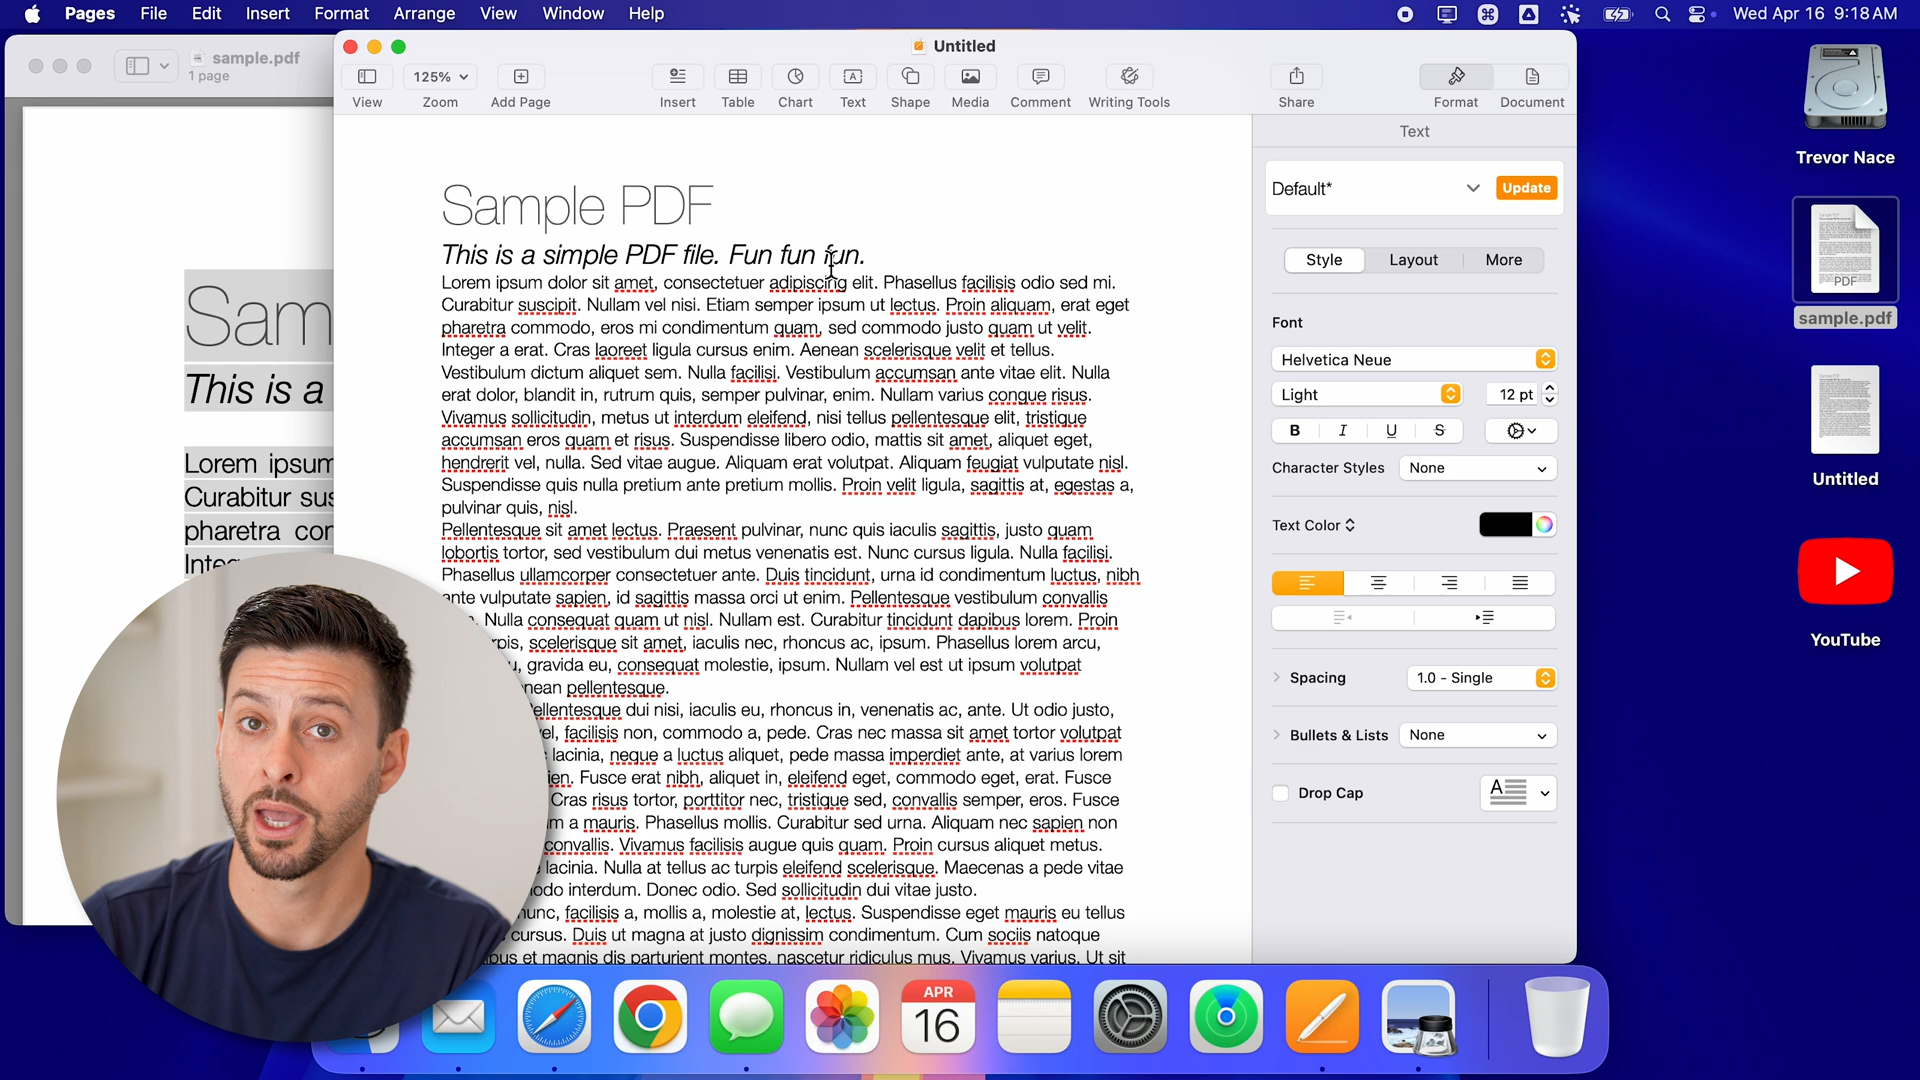 Pages File Edit Insert Format Arrange View Window Help
Wed Apr 16 9:18 AM
sample.pdf
1 page
Untitled
125%
View Zoom Add Page Insert Table Chart Text Shape Media Comment Writing Tools Share Format Document
Sam
This is a
Lorem ipsum
Curabitur sus
pharetra con
Sample PDF
This is a simple PDF file. Fun fun fun.
Lorem ipsum dolor sit amet, consectetuer adipiscing elit. Phasellus facilisis odio sed mi.
Curabitur suscipit. Nullam vel nisi. Etiam semper ipsum ut lectus. Proin aliquam, erat eget
pharetra commodo, eros mi condimentum quam, sed commodo justo quam ut velit.
Integer a erat. Cras laoreet ligula cursus enim. Aenean scelerisque velit et tellus.
Vestibulum dictum aliquet sem. Nulla facilisi. Vestibulum accumsan ante vitae elit. Nulla
erat dolor, blandit in, rutrum quis, semper pulvinar, enim. Nullam varius congue risus.
Vivamus sollicitudin, metus ut interdum eleifend, nisi tellus pellentesque elit, tristique
accumsan eros quam et risus. Suspendisse libero odio, mattis sit amet, aliquet eget,
hendrerit vel, nulla. Sed vitae augue. Aliquam erat volutpat. Aliquam feugiat vulputate nisl.
Suspendisse quis nulla pretium ante pretium mollis. Proin velit ligula, sagittis at, egestas a,
pulvinar quis, nisl.
Pellentesque sit amet lectus. Praesent pulvinar, nunc quis iaculis sagittis, justo quam
lobortis tortor, sed vestibulum dui metus venenatis est. Nunc cursus ligula. Nulla facilisi.
Phasellus ullamcorper consectetuer ante. Duis tincidunt, urna id condimentum luctus, nibh
ante vulputate sapien, id sagittis massa orci ut enim. Pellentesque vestibulum convallis
Nulla consequat quam ut nisl. Nullam est. Curabitur tincidunt dapibus lorem. Proin
scelerisque sit amet, iaculis nec, rhoncus ac, ipsum. Phasellus lorem arcu,
gravida eu, consequat molestie, ipsum. Nullam vel est ut ipsum volutpat
nean pellentesque.
ellentesque dui nisi, iaculis eu, rhoncus in, venenatis ac, ante. Ut odio justo,
vel, facilisis non, commodo a, pede. Cras nec massa sit amet tortor volutpat
lacinia, neque a luctus aliquet, pede massa imperdiet ante, at varius lorem
ien. Fusce erat nibh, aliquet in, eleifend eget, commodo eget, erat. Fusce
Cras risus tortor, porttitor nec, tristique sed, convallis semper, eros. Fusce
m a mauris. Phasellus mollis. Curabitur sed urna. Aliquam nec sapien non
convallis. Vivamus facilisis augue quis quam. Proin cursus aliquet metus.
lacinia. Nulla at tellus ac turpis eleifend scelerisque. Maecenas a pede vitae
odo interdum. Donec odio. Sed sollicitudin dui vitae justo.
nunc, facilisis a, mollis a, molestie at, lectus. Suspendisse eget mauris eu tellus
cursus. Duis ut magna at justo dignissim condimentum. Cum sociis natoque
bus et magnis dis parturient montes, nascetur ridiculus mus. Vivamus varius. Ut sit
Text
Default*
Update
Style Layout More
Font
Helvetica Neue
Light 12 pt
B I U S
Character Styles None
Text Color
Spacing 1.0 - Single
Bullets & Lists None
Drop Cap
A
Trevor Nace
PDF
sample.pdf
Untitled
YouTube
APR
16